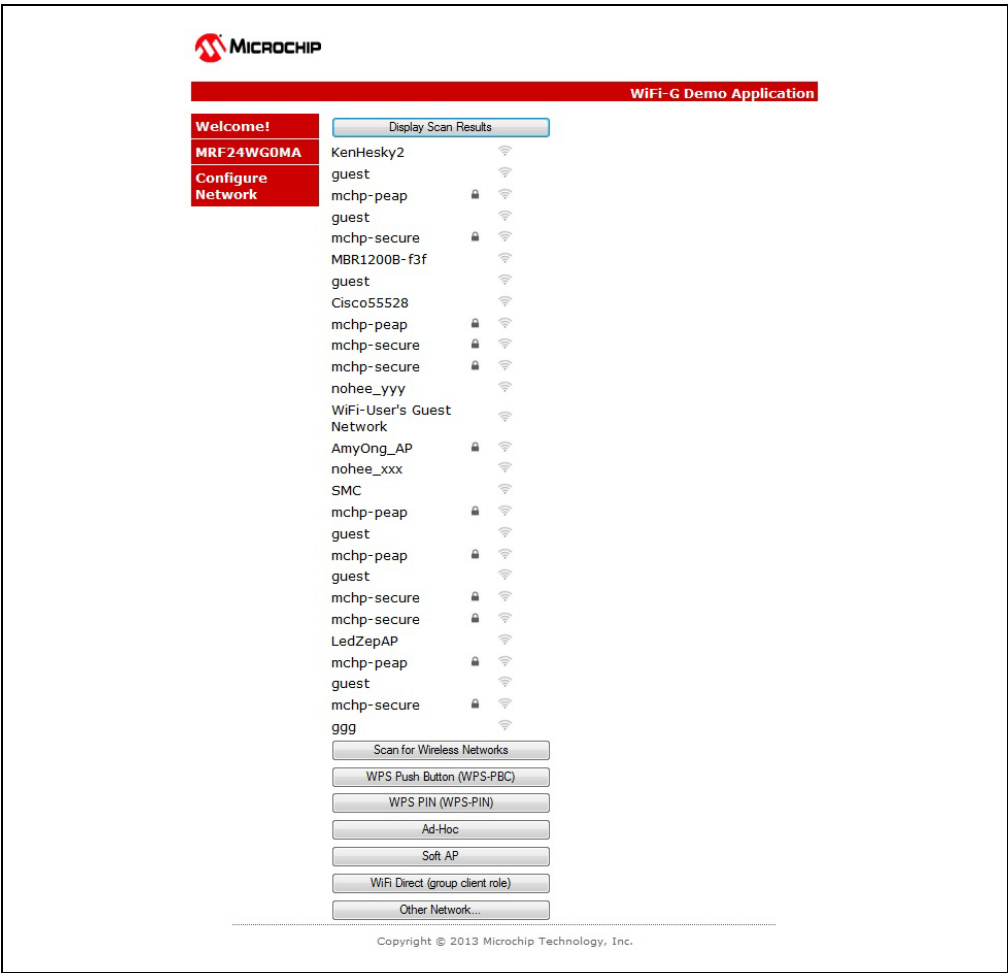 MICROCHIP
WiFi-G Demo Application
Welcome!
MRF24WG0MA
Configure
Network
Display Scan Results
KenHesky2
guest
mchp-peap
guest
mchp-secure
MBR1200B-f3f
guest
Cisco55528
mchp-peap
mchp-secure
mchp-secure
nohee_yyy
WiFi-User's Guest
Network
AmyOng_AP
nohee_xxx
SMC
mchp-peap
guest
mchp-peap
guest
mchp-secure
mchp-secure
LedZepAP
mchp-peap
guest
mchp-secure
ggg
Scan for Wireless Networks
WPS Push Button (WPS-PBC)
WPS PIN (WPS-PIN)
Ad-Hoc
Soft AP
WiFi Direct (group client role)
Other Network...
Copyright © 2013 Microchip Technology, Inc.